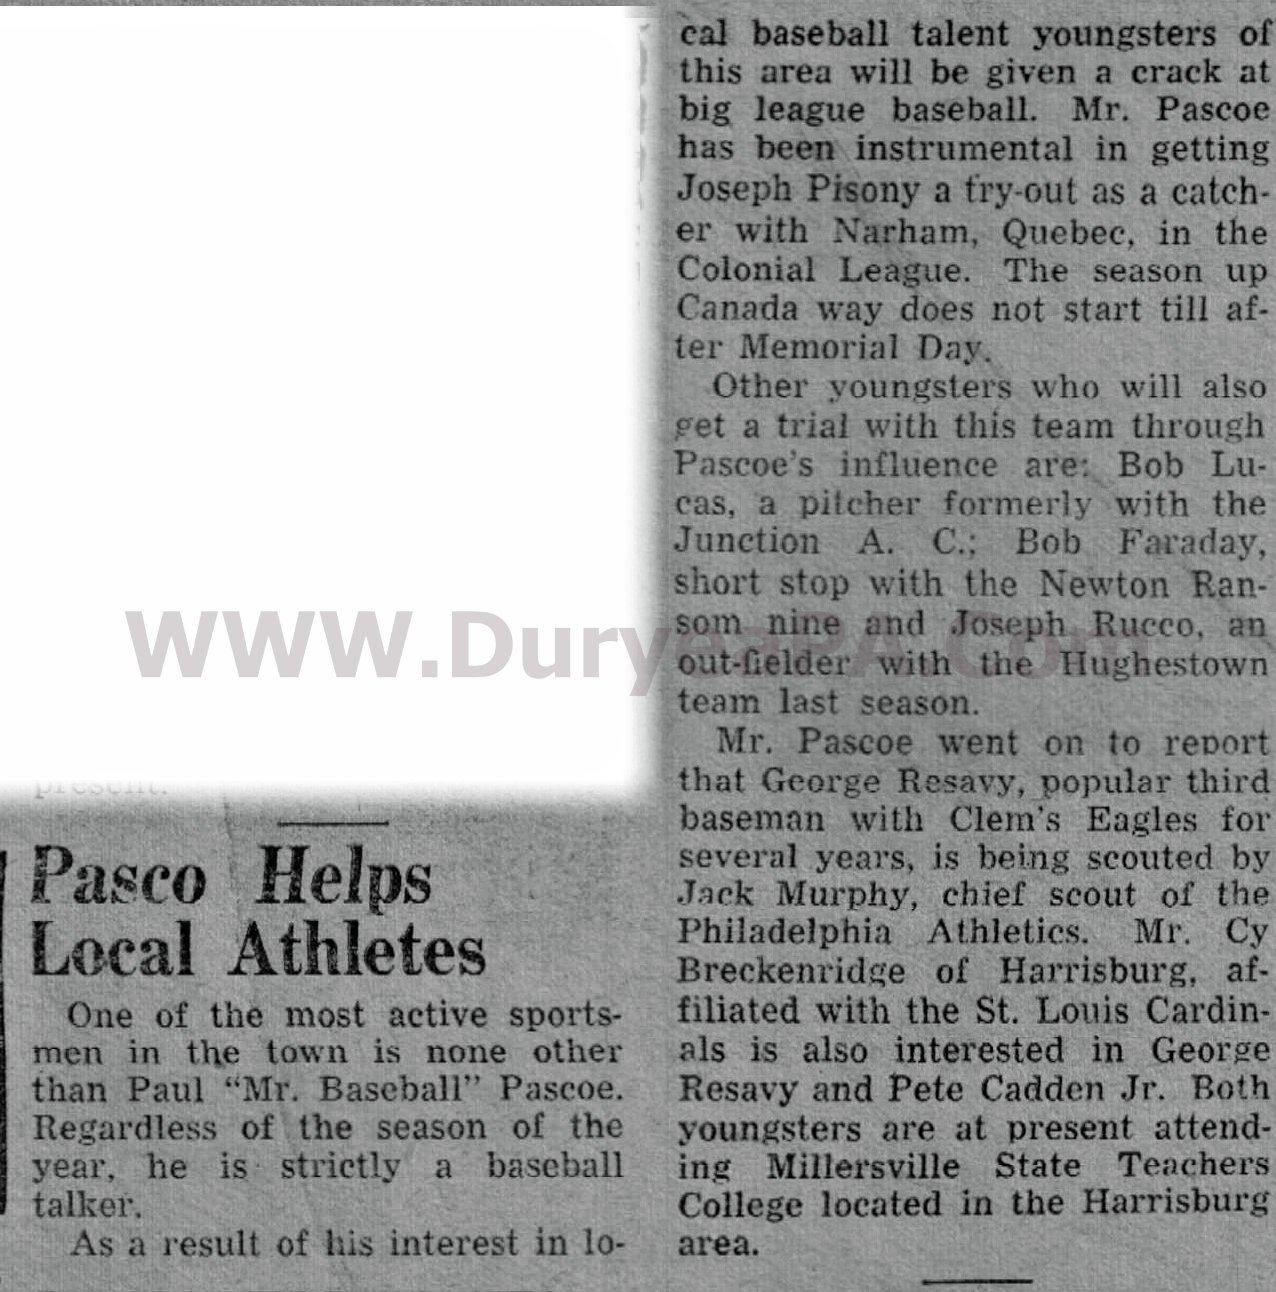 present.
Pasco Helps
Local Athletes
One of the most active sports-
men in the town is none other
than Paul “Mr. Baseball” Pascoe.
Regardless of the season of the
year, he is strictly a baseball
talker.
As a result of his interest in lo-
cal baseball talent youngsters of
this area will be given a crack at
big league baseball. Mr. Pascoe
has been instrumental in getting
Joseph Pisony a try-out as a catch-
er with Narham, Quebec, in the
Colonial League. The season up
Canada way does not start till af-
ter Memorial Day.
Other youngsters who will also
get a trial with this team through
Pascoe's influence are: Bob Lu-
cas, a pitcher formerly with the
Junction A. C.; Bob Faraday,
short stop with the Newton Ran-
som nine and Joseph Rucco, an
out-fielder with the Hughestown
team last season.
Mr. Pascoe went on to report
that George Resavy, popular third
baseman with Clem's Eagles for
several years, is being scouted by
Jack Murphy, chief scout of the
Philadelphia Athletics. Mr. Cy
Breckenridge of Harrisburg, af-
filiated with the St. Louis Cardin-
als is also interested in George
Resavy and Pete Cadden Jr. Both
youngsters are at present attend-
ing Millersville State Teachers
College located in the Harrisburg
area.
WWW.DuryeaPA.Com